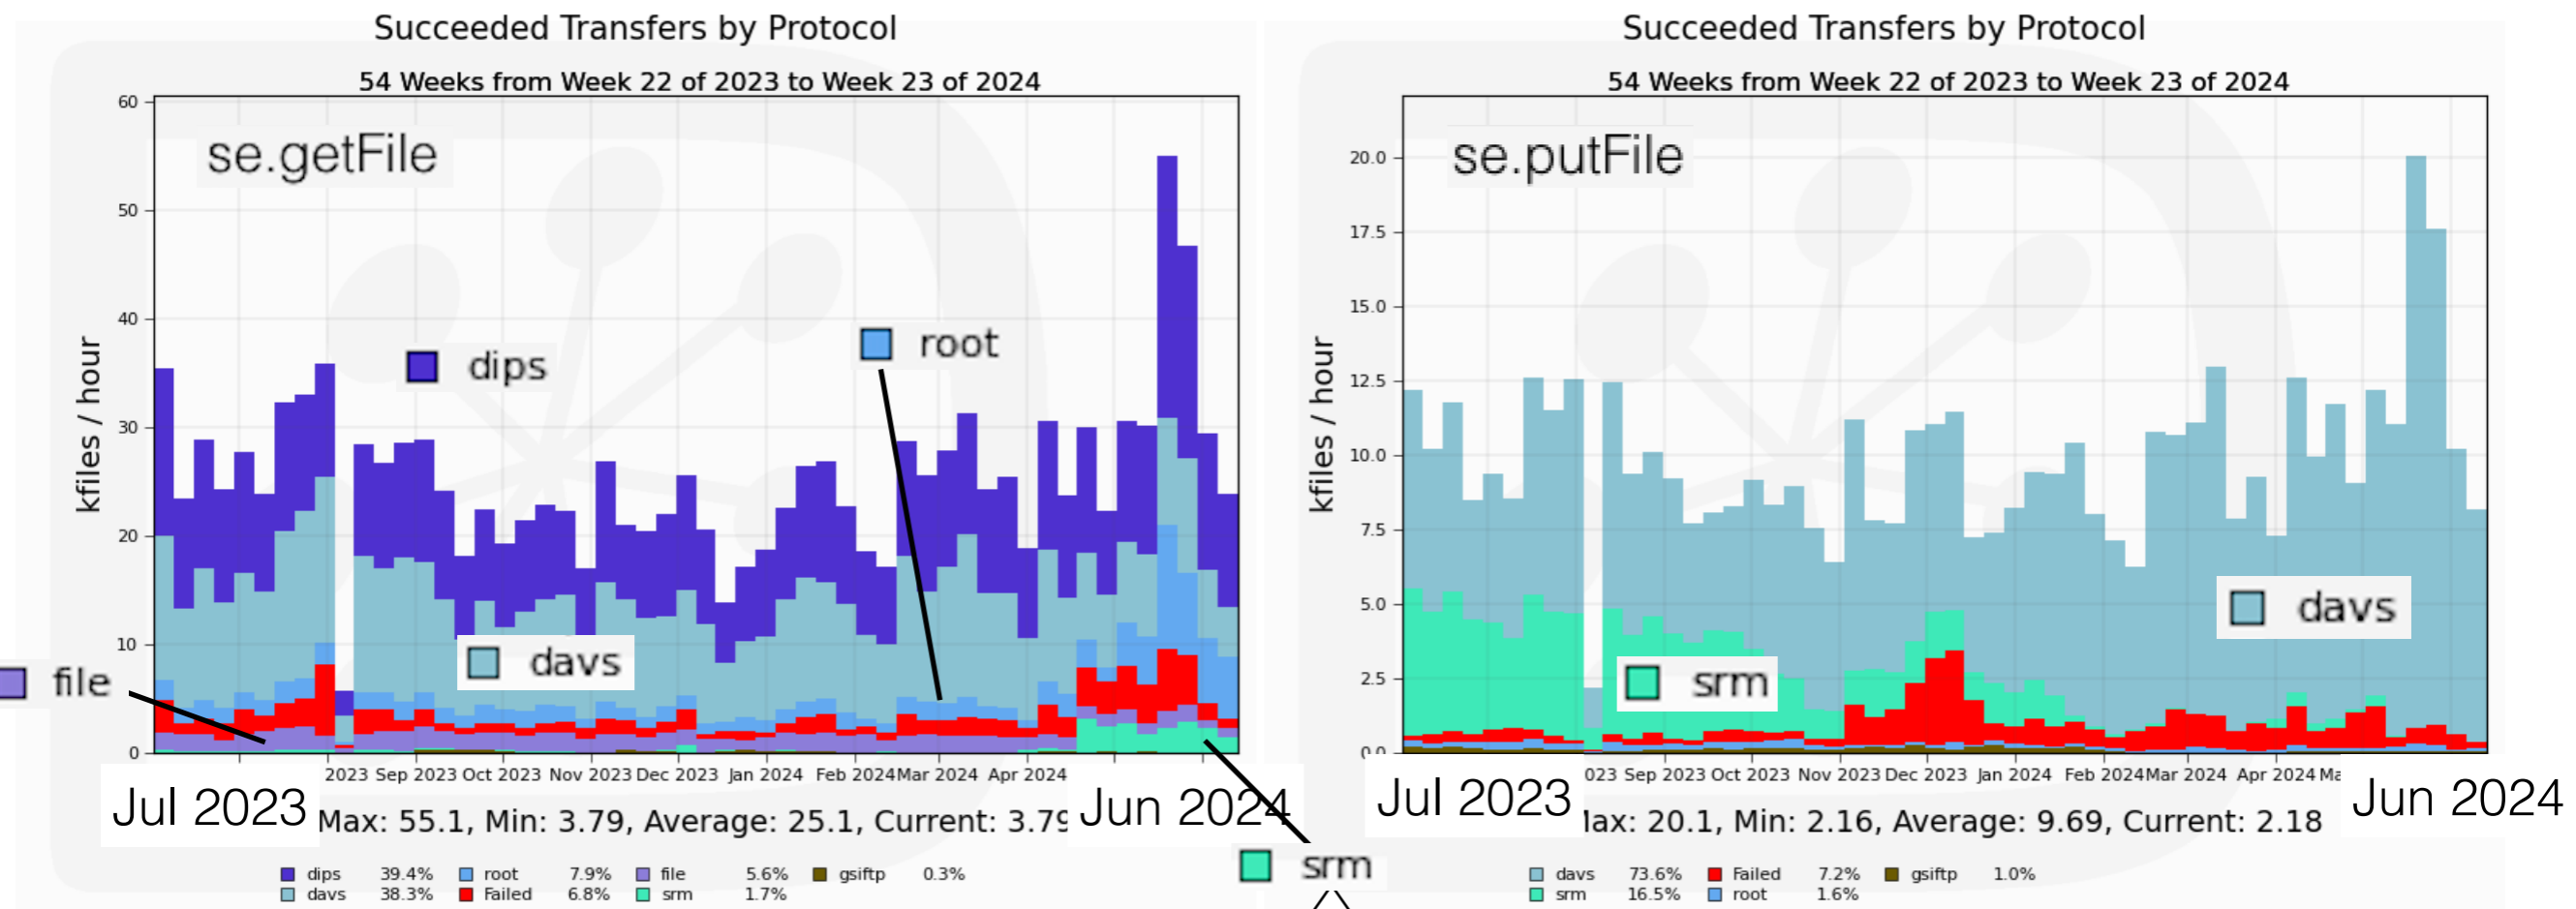 Succeeded Transfers by Protocol
54 Weeks from Week 22 of 2023 to Week 23 of 2024
60
50
40
30
20
10
0
kfiles / hour
se.getFile
dips
root
davs
file
2023 Sep 2023 Oct 2023 Nov 2023 Dec 2023 Jan 2024 Feb 2024 Mar 2024 Apr 2024
Jul 2023
Jun 2024
Max: 55.1, Min: 3.79, Average: 25.1, Current: 3.79
srm
dips 39.4% root 7.9% file 5.6% gsiftp 0.3%
davs 38.3% Failed 6.8% srm 1.7%
Succeeded Transfers by Protocol
54 Weeks from Week 22 of 2023 to Week 23 of 2024
20.0
17.5
15.0
12.5
10.0
7.5
5.0
2.5
0.0
kfiles / hour
se.putFile
davs
srm
Sep 2023 Oct 2023 Nov 2023 Dec 2023 Jan 2024 Feb 2024 Mar 2024 Apr 2024
Jul 2023
Jun 2024
Min: 2.16, Average: 9.69, Current: 2.18
: 20.1,
davs 73.6% Failed 7.2% gsiftp 1.0%
srm 16.5% root 1.6%